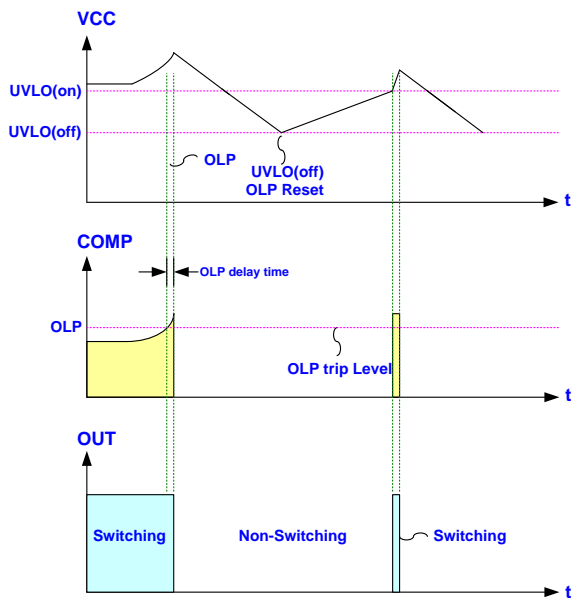 VCC
UVLO(on)
UVLO(off)
OLP
UVLO(off)
OLP Reset
t
COMP
OLP delay time
OLP
OLP trip Level
t
OUT
Switching
Non-Switching
Switching
t